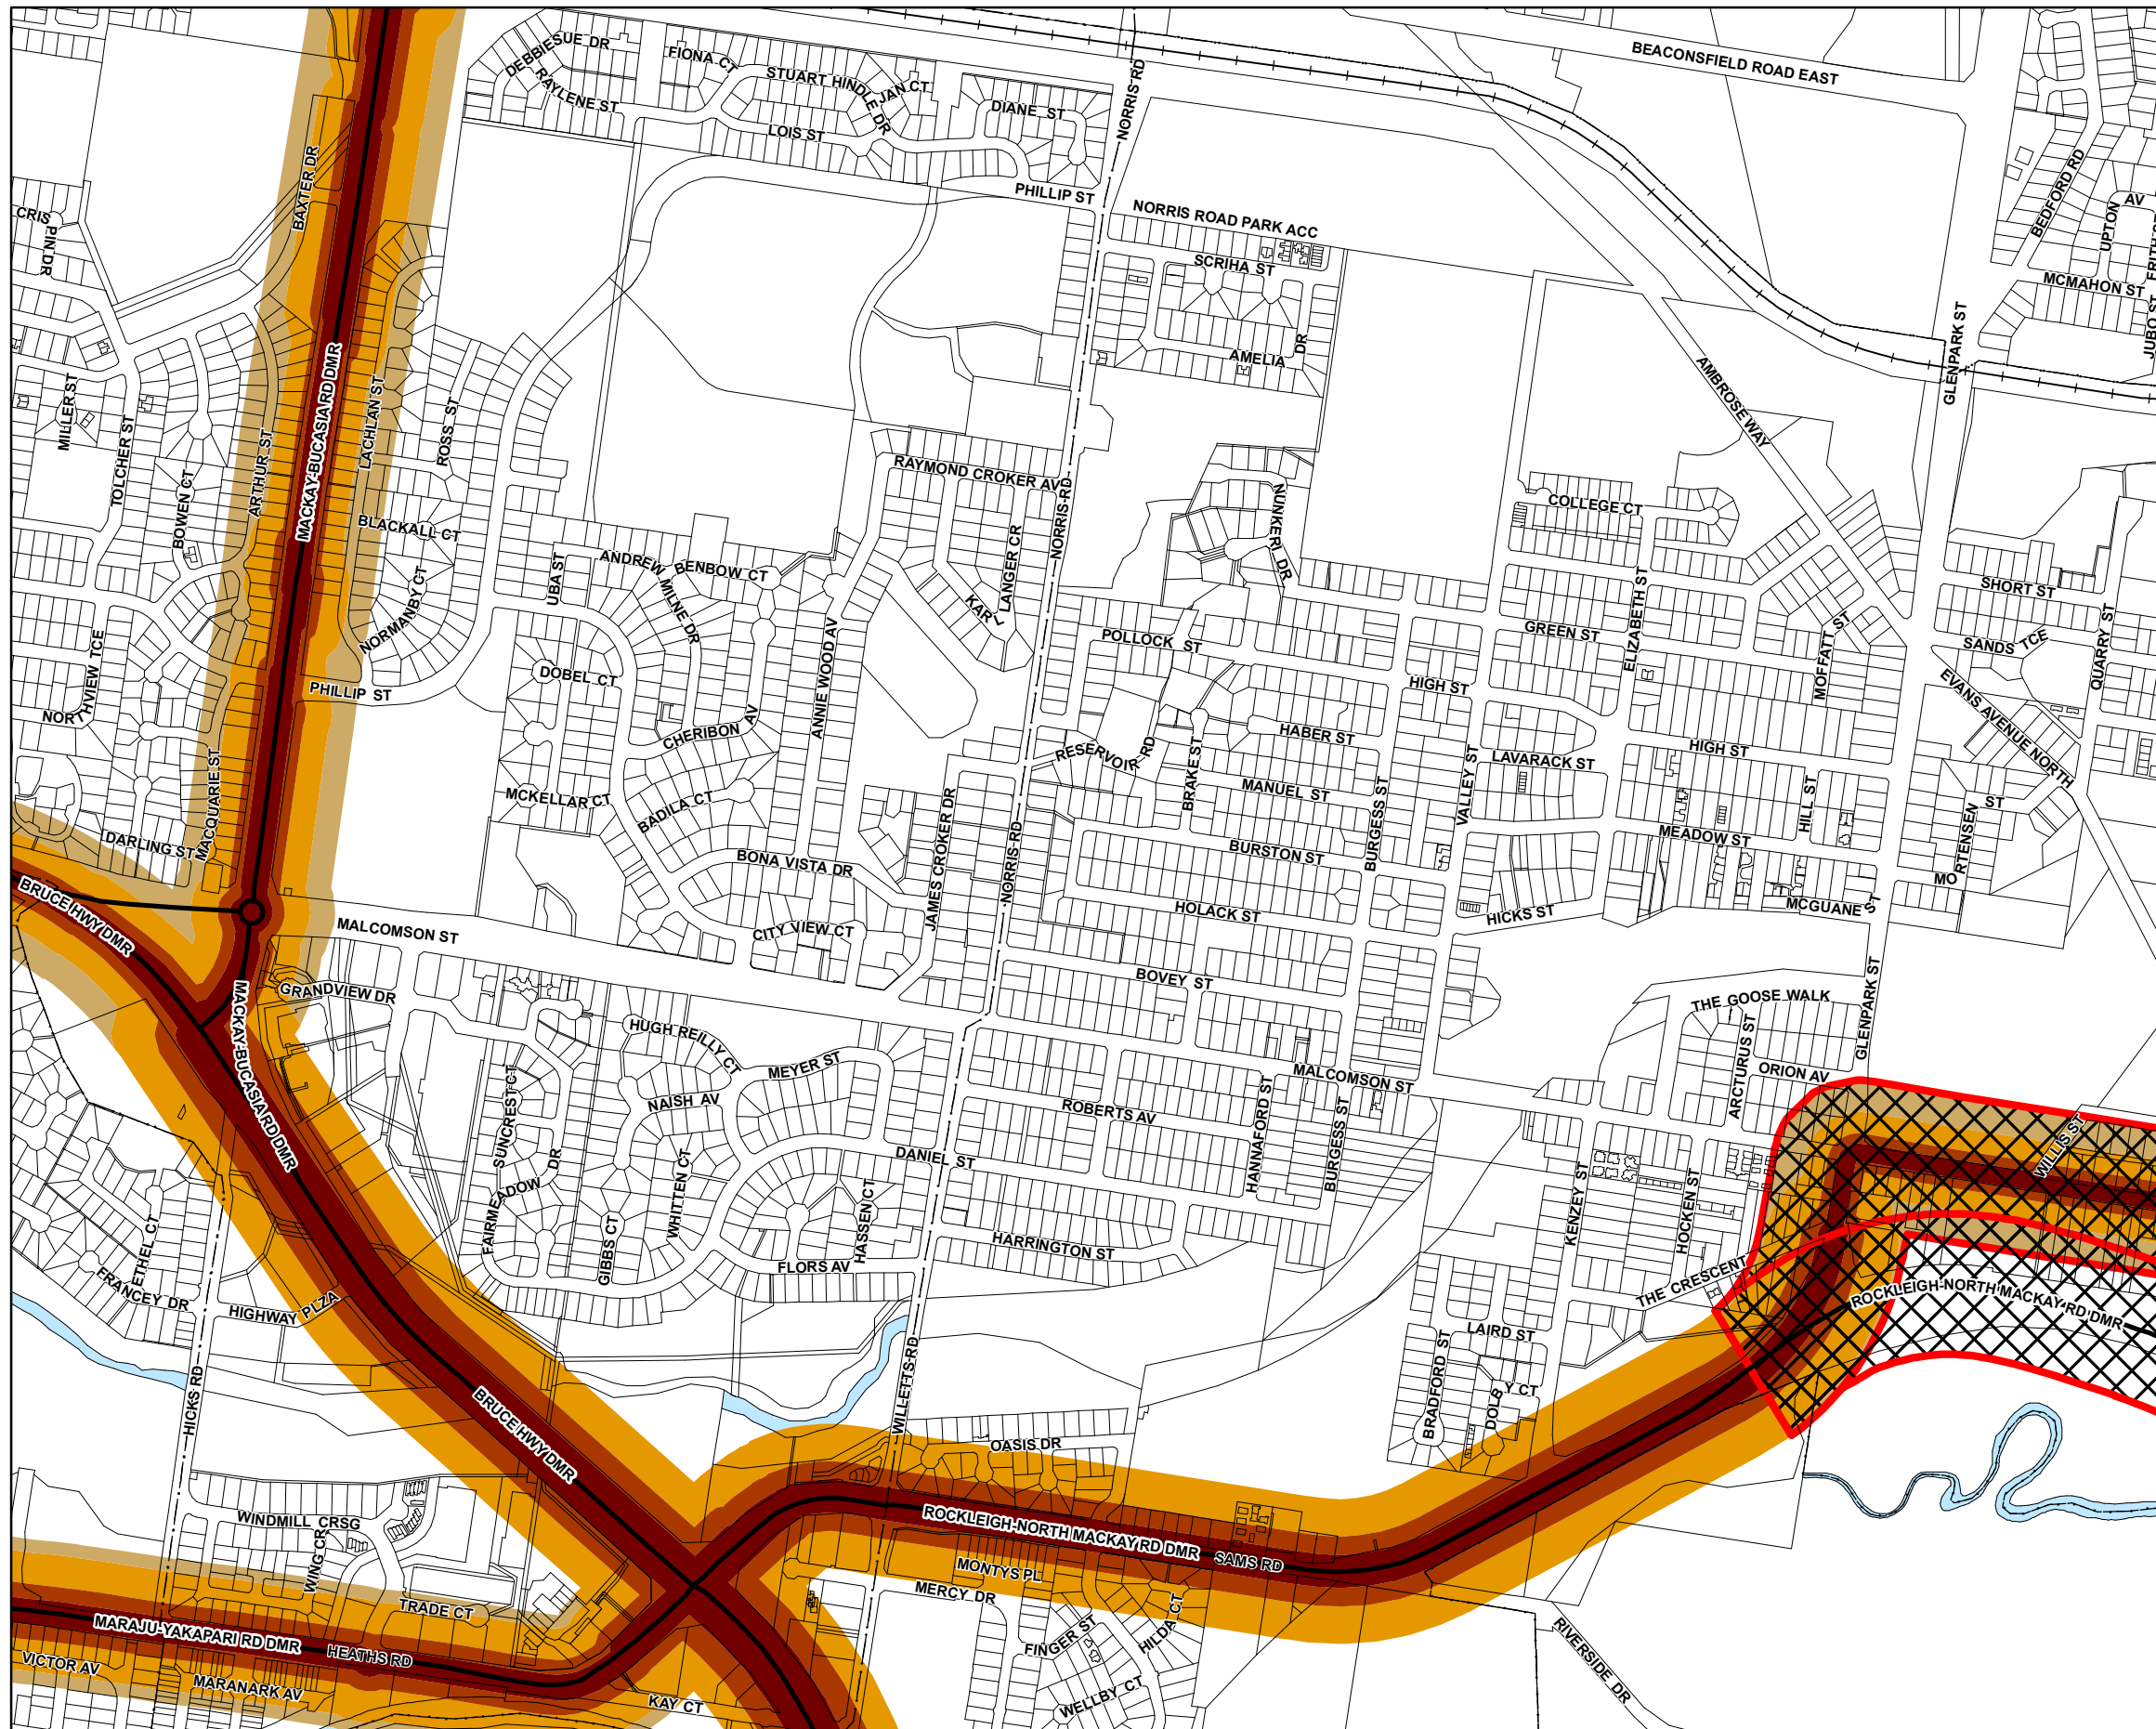 BEACONSFIELD ROAD EAST
DEBBIESUE DR
FIONA CT
STUART HINDLE DR
JAN CT
RAYLENE ST
LOIS ST
DIANE ST
NORRIS RD
BAXTER DR
BEDFORD RD
UPTON
AV
MCMAHON ST
CRISPIN DR
PHILLIP ST
NORRIS ROAD PARK ACC
SCRIHA ST
AMELIA DR
GLENPARK ST
AMBROSE WAY
MACKAY-BUCASIA RD DMR
LACHLAN ST
ROSS ST
MILLER ST
TOLCHER ST
BOWEN CT
ARTHUR ST
BLACKALL CT
NORMANBY CT
RAYMOND CROKER AV
NORRIS RD
NUNKERI DR
COLLEGE CT
UBA ST
ANDREW MILNE DR
BENBOW CT
KARL LANGER CR
ANNIE WOOD AV
SHORT ST
SANDS TCE
QUARRY ST
EVANS AVENUE NORTH
ELIZABETH ST
GREEN ST
MOFFATT ST
POLLOCK ST
HIGH ST
NORTHVIEW TCE
PHILLIP ST
DOBEL CT
CHERIBON AV
HABER ST
RESERVOIR RD
BRAKE ST
MANUEL ST
LAVARACK ST
VALLEY ST
HIGH ST
HILL ST
MACQUARIE ST
DARLING ST
MCKELLAR CT
BADILA CT
BONA VISTA DR
JAMES CROKER DR
NORRIS RD
BURSTON ST
BURGESS ST
MEADOW ST
MORTENSEN ST
MCGUANE ST
BRUCE HWY DMR
MALCOMSON ST
CITY VIEW CT
HOLACK ST
HICKS ST
BOVEY ST
GRANDVIEW DR
MACKAY-BUCASIA RD DMR
HUGH REILLY CT
MEYER ST
NAISH AV
SUNCREST CT
FAIRMEADOW DR
GIBBS CT
WHITTEN CT
DANIEL ST
HASSEN CT
FLORS AV
ROBERTS AV
MALCOMSON ST
HANNAFORD ST
BURGESS ST
HARRINGTON ST
THE GOOSE WALK
ARCTURUS ST
GLENPARK ST
ORION AV
WILLIS ST
KENZEY ST
HOCKEN ST
THE CRESCENT
ROCKLEIGH-NORTH MACKAY RD DMR
ETHEL CT
FRANCEY DR
HIGHWAY PLZA
HICKS RD
BRUCE HWY DMR
WILLETTS RD
OASIS DR
LAIRD ST
BRADFORD ST
DOLBY CT
ROCKLEIGH-NORTH MACKAY RD DMR
SAMS RD
WINDMILL CRSG
WING CR
TRADE CT
MARAJU-YAKAPARI RD DMR
HEATHS RD
VICTOR AV
MARANARK AV
KAY CT
MONTYS PL
MERCY DR
FINGER ST
HILDA CT
WELLBY CT
RIVERSIDE DR